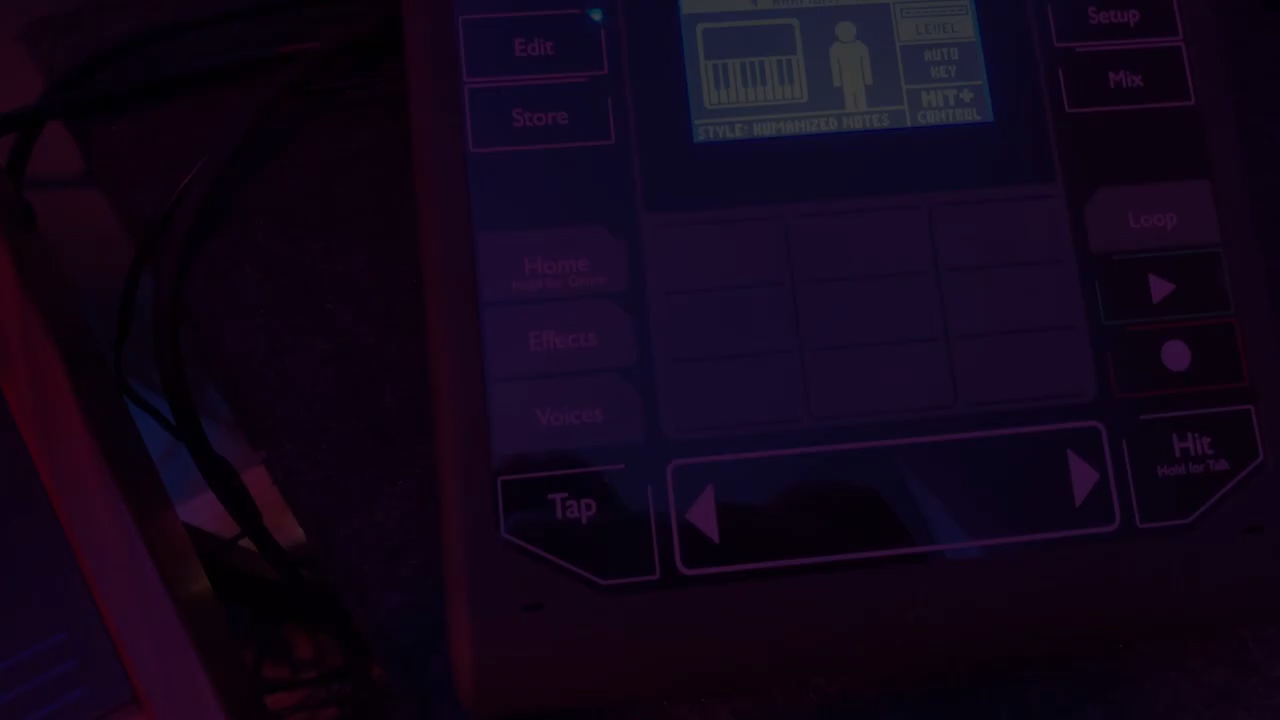 Edit
Store
LEVEL
AUTO
KEY
HIT+
CONTROL
STYLE: HUMANIZED NOTES
Setup
Mix
Home
Effects
Voices
Loop
Tap
Hit
Hold for Talk